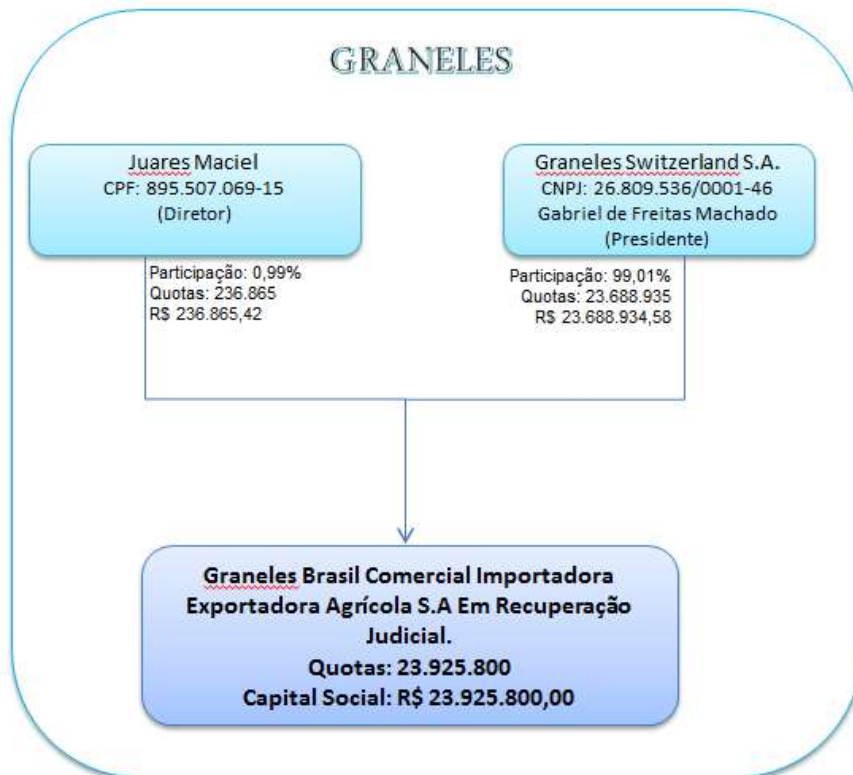 GRANELES
Juares Maciel
CPF: 895.507.069-15
(Diretor)
Graneles Switzerland S.A.
CNPJ: 26.809.536/0001-46
Gabriel de Freitas Machado
(Presidente)
Participação: 0,99%
Quotas: 236.865
R$ 236.865,42
Participação: 99,01%
Quotas: 23.688.935
R$ 23.688.934,58
Graneles Brasil Comercial Importadora
Exportadora Agrícola S.A Em Recuperação
Judicial.
Quotas: 23.925.800
Capital Social: R$ 23.925.800,00